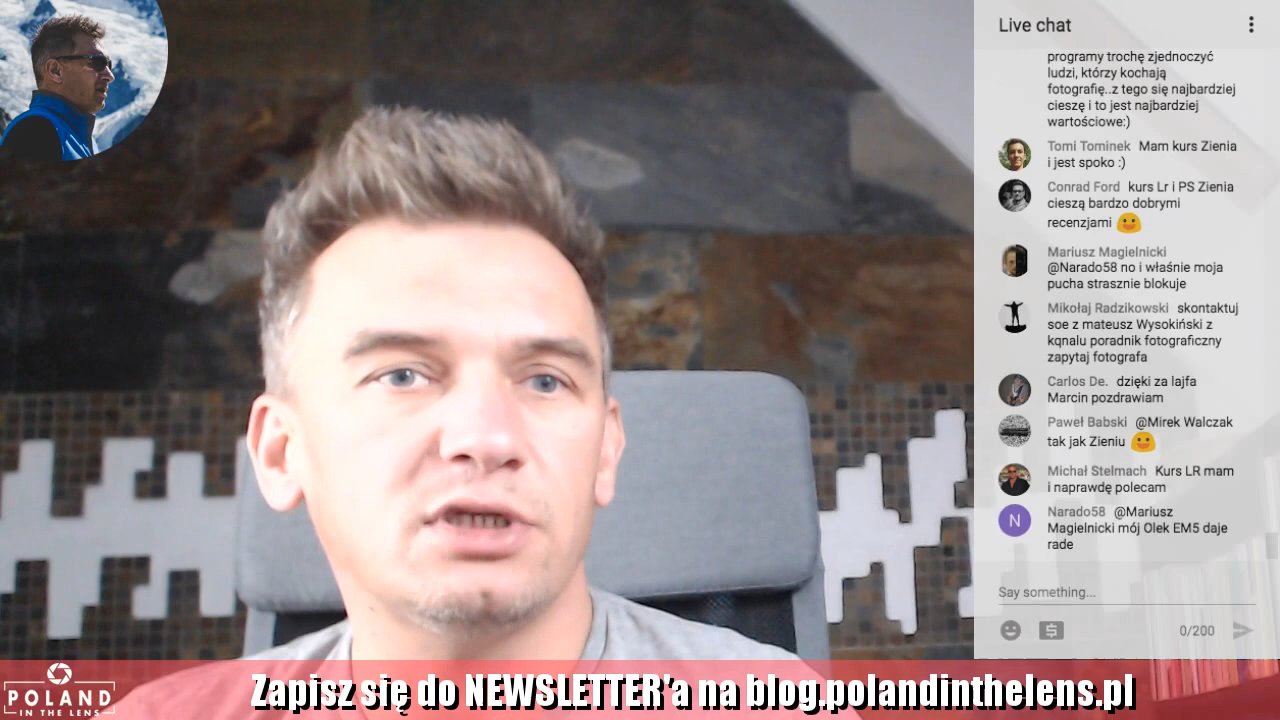 Live chat
programy trochę zjednoczyć
ludzi, którzy kochają
fotografię..z tego się najbardziej
cieszę i to jest najbardziej
wartościowe:)
Tomi Tominek Mam kurs Zienia
i jest spoko :)
Conrad Ford kurs Lr i PS Zienia
cieszą bardzo dobrymi
recenzjami
Mariusz Magielnicki
@Narado58 no i właśnie moja
pucha strasznie blokuje
Mikołaj Radzikowski skontaktuj
soe z mateusz Wysokiński z
kqnalu poradnik fotograficzny
zapytaj fotografa
Carlos De. dzięki za lajfa
Marcin pozdrawiam
Paweł Babski @Mirek Walczak
tak jak Zieniu
Michał Stelmach Kurs LR mam
i naprawdę polecam
N
Narado58 @Mariusz
Magielnicki mój Olek EM5 daje
rade
Say something...
0/200
POLAND
IN THE LENS
Zapisz się do NEWSLETTER'a na blog.polandinthelens.pl